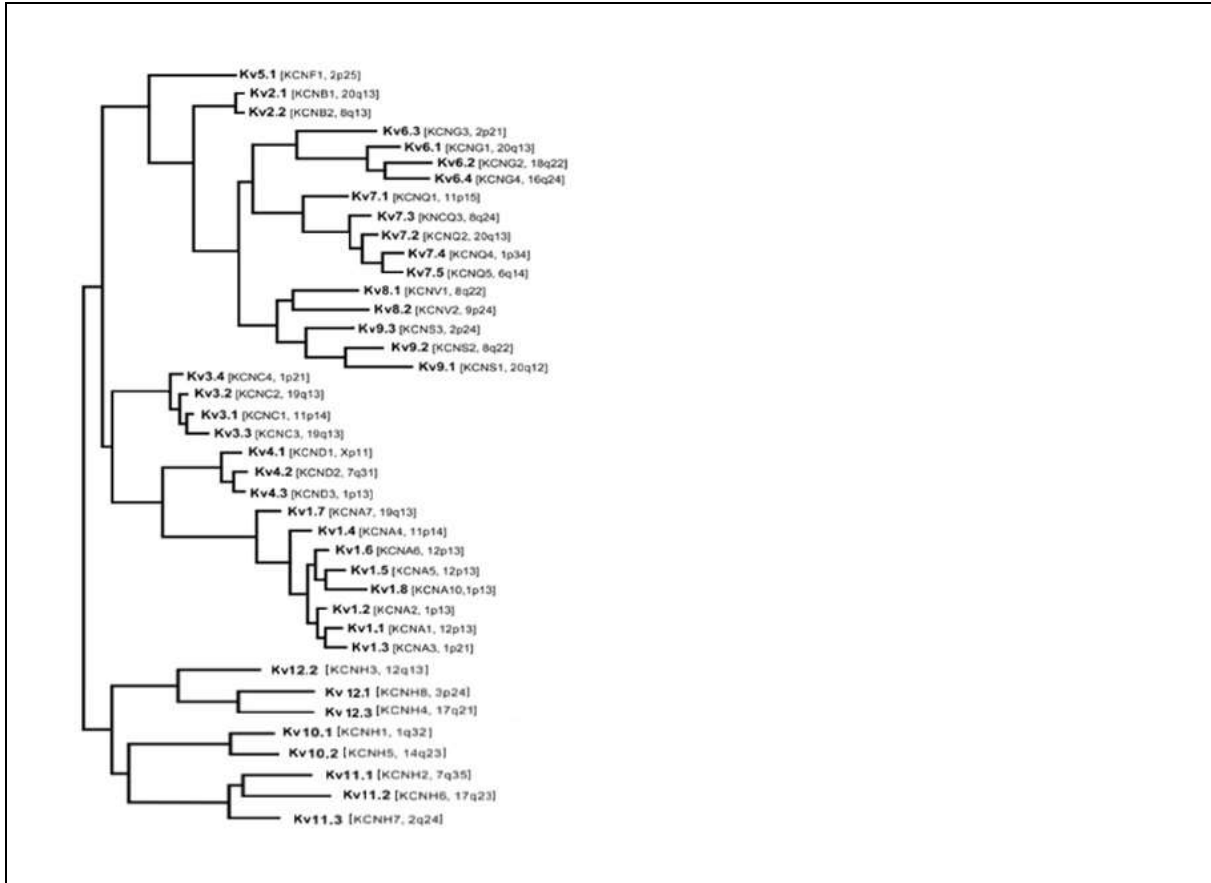 Kv5.1 [KCNF1, 2p25]
Kv2.1 [KCNB1, 20q13]
Kv2.2 [KCNB2, 8q13]
Kv6.3 [KCNG3, 2p21]
Kv6.1 [KCNG1, 20q13]
Kv6.2 [KCNG2, 18q22]
Kv6.4 [KCNG4, 16q24]
Kv7.1 [KCNQ1, 11p15]
Kv7.3 [KNCQ3, 8q24]
Kv7.2 [KCNQ2, 20q13]
Kv7.4 [KCNQ4, 1p34]
Kv7.5 [KCNQ5, 6q14]
Kv8.1 [KCNV1, 8q22]
Kv8.2 [KCNV2, 9p24]
Kv9.3 [KCNS3, 2p24]
Kv9.2 [KCNS2, 8q22]
Kv9.1 [KCNS1, 20q12]
Kv3.4 [KCNC4, 1p21]
Kv3.2 [KCNC2, 19q13]
Kv3.1 [KCNC1, 11p14]
Kv3.3 [KCNC3, 19q13]
Kv4.1 [KCND1, Xp11]
Kv4.2 [KCND2, 7q31]
Kv4.3 [KCND3, 1p13]
Kv1.7 [KCNA7, 19q13]
Kv1.4 [KCNA4, 11p14]
Kv1.6 [KCNA6, 12p13]
Kv1.5 [KCNA5, 12p13]
Kv1.8 [KCNA10,1p13]
Kv1.2 [KCNA2, 1p13]
Kv1.1 [KCNA1, 12p13]
Kv1.3 [KCNA3, 1p21]
Kv12.2 [KCNH3, 12q13]
Kv 12.1 [KCNH8, 3p24]
Kv 12.3 [KCNH4, 17q21]
Kv10.1 [KCNH1, 1q32]
Kv10.2 [KCNH5, 14q23]
Kv11.1 [KCNH2, 7q35]
Kv11.2 [KCNH6, 17q23]
Kv11.3 [KCNH7, 2q24]